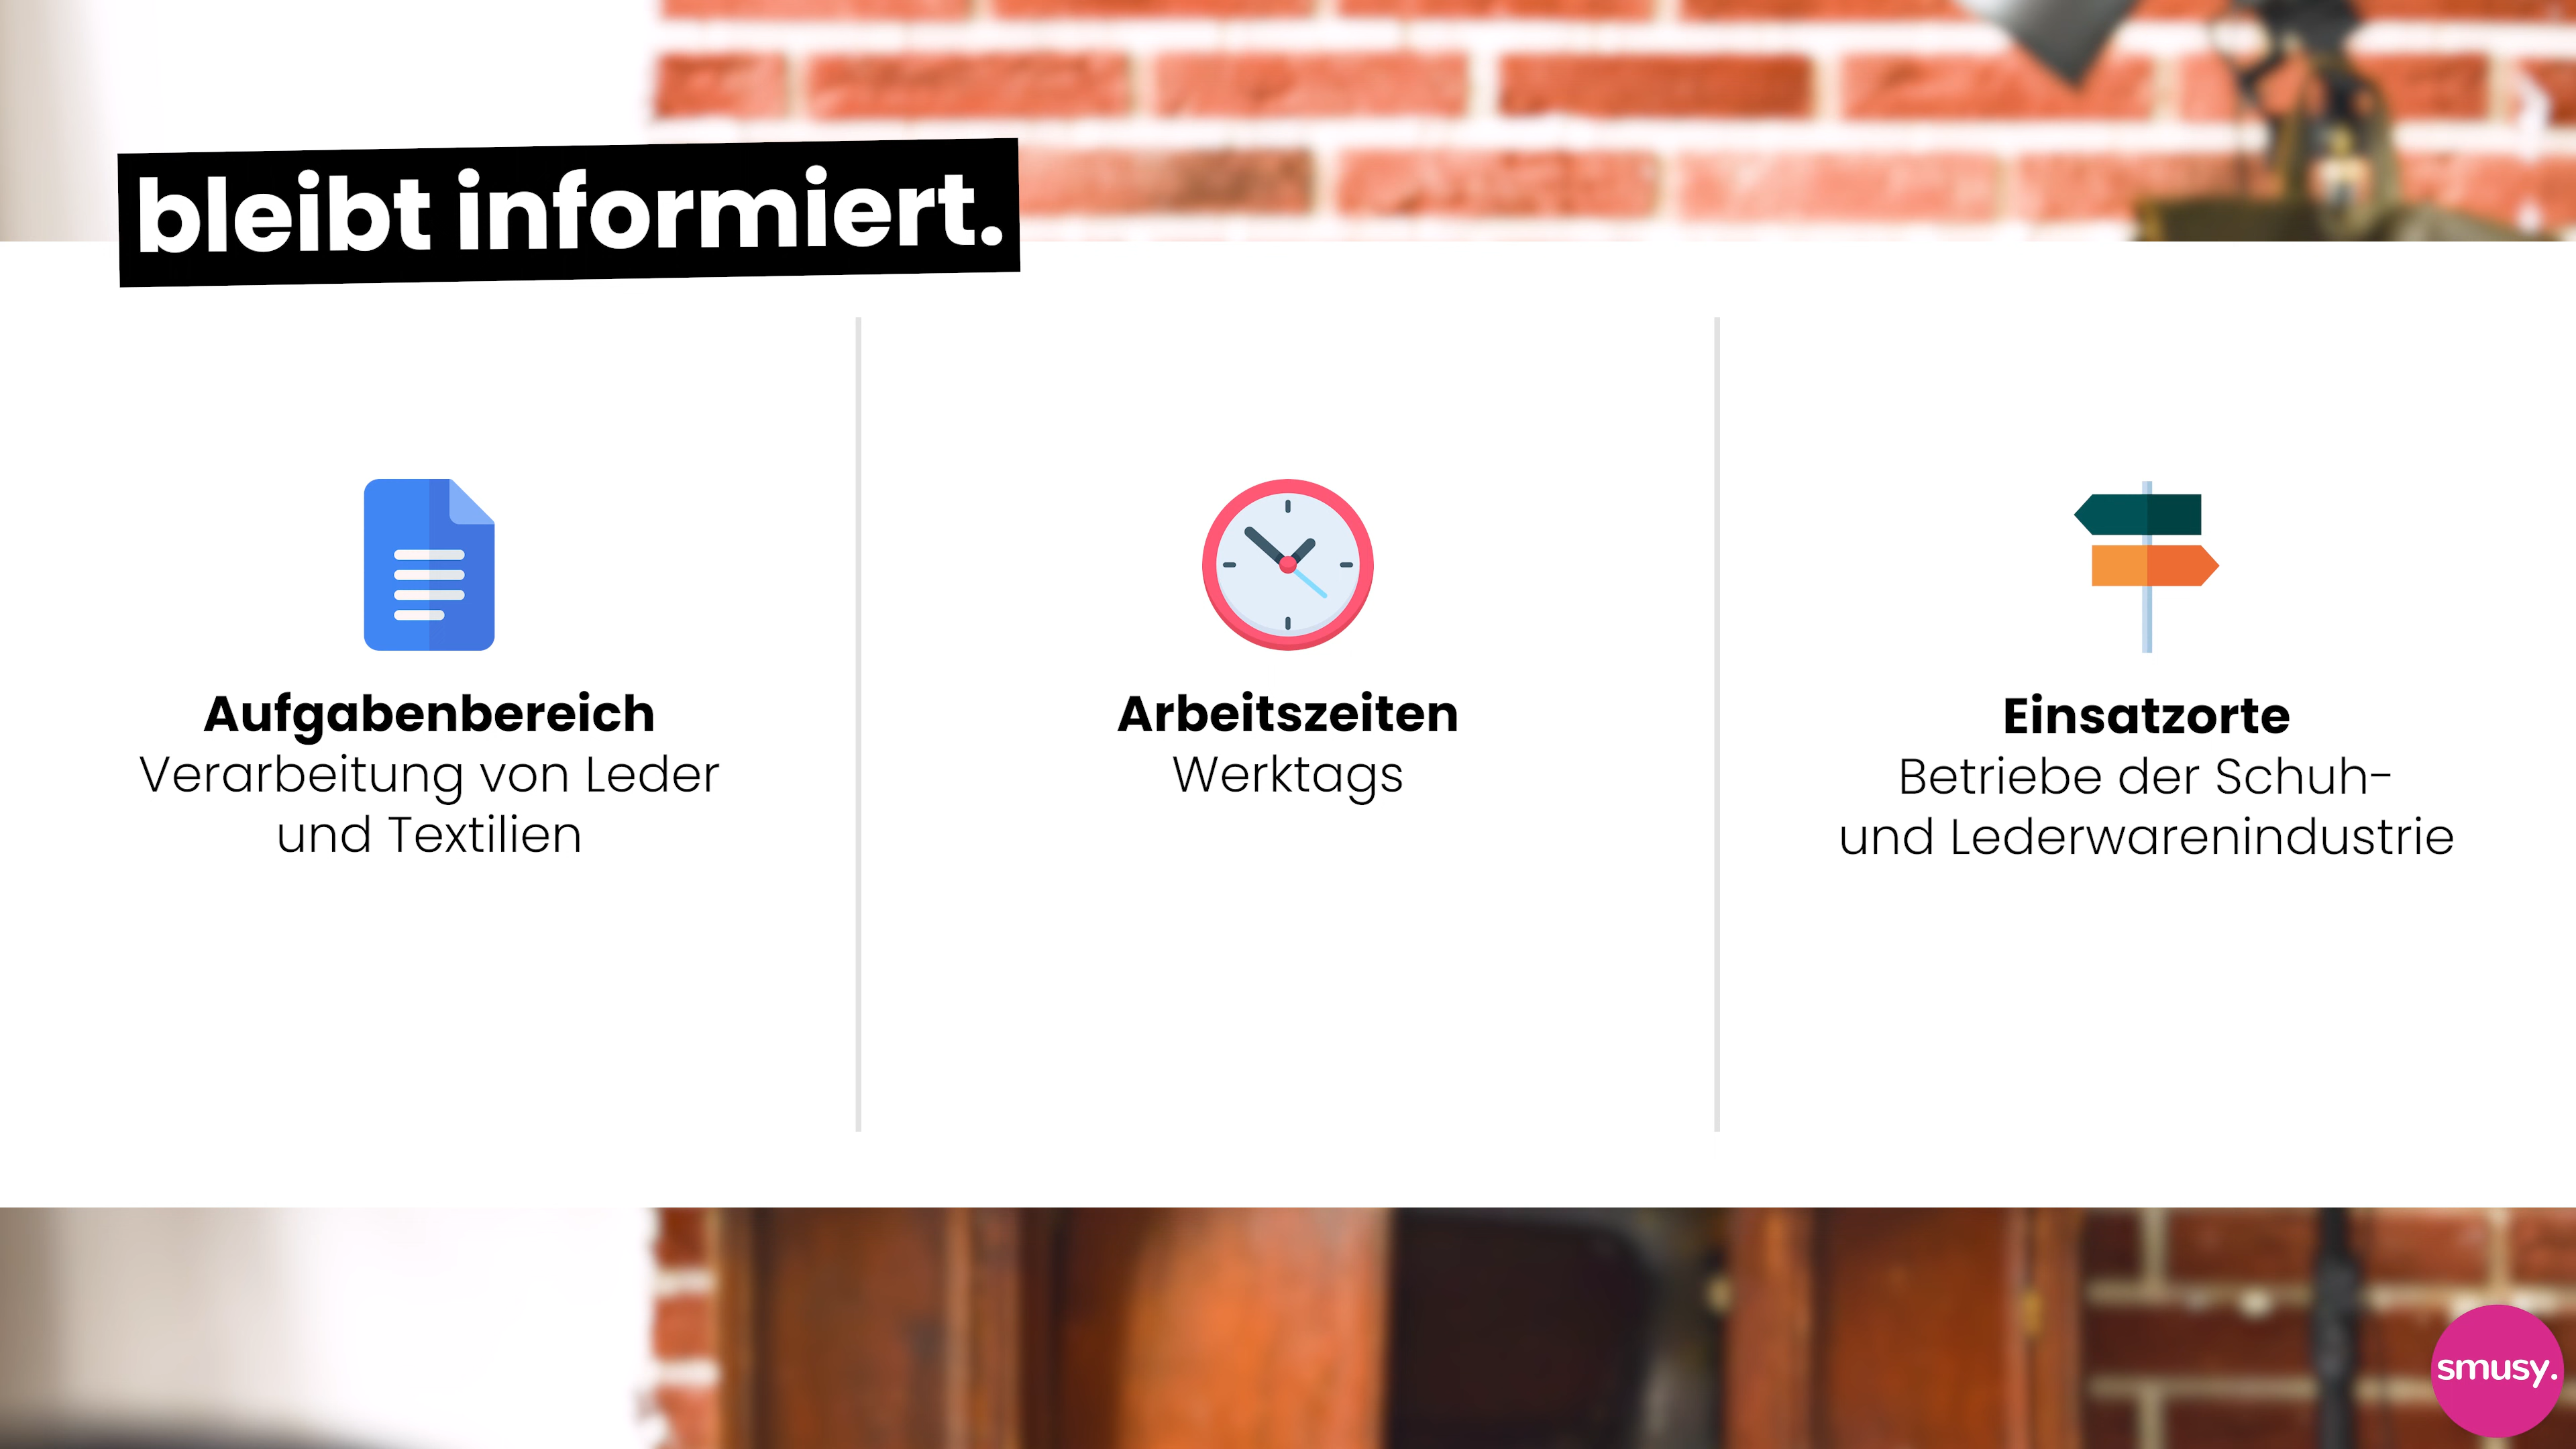 bleibt informiert.
Aufgabenbereich
Verarbeitung von Leder
und Textilien
Arbeitszeiten
Werktags
Einsatzorte
Betriebe der Schuh-
und Lederwarenindustrie
smusy.